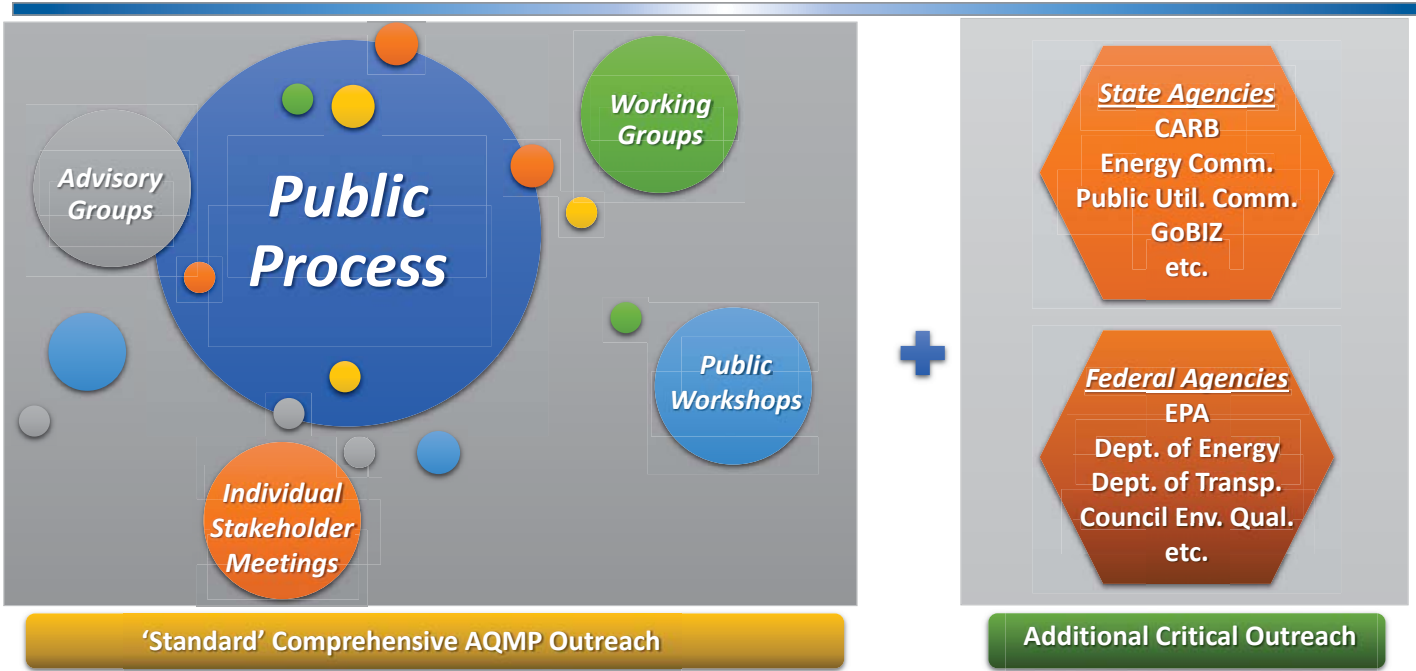 Public
Process
Advisory
Groups
Working
Groups
Public
Workshops
Individual
Stakeholder
Meetings
'Standard' Comprehensive AQMP Outreach
State Agencies
CARB
Energy Comm.
Public Util. Comm.
GoBIZ
etc.
Federal Agencies
EPA
Dept. of Energy
Dept. of Transp.
Council Env. Qual.
etc.
Additional Critical Outreach